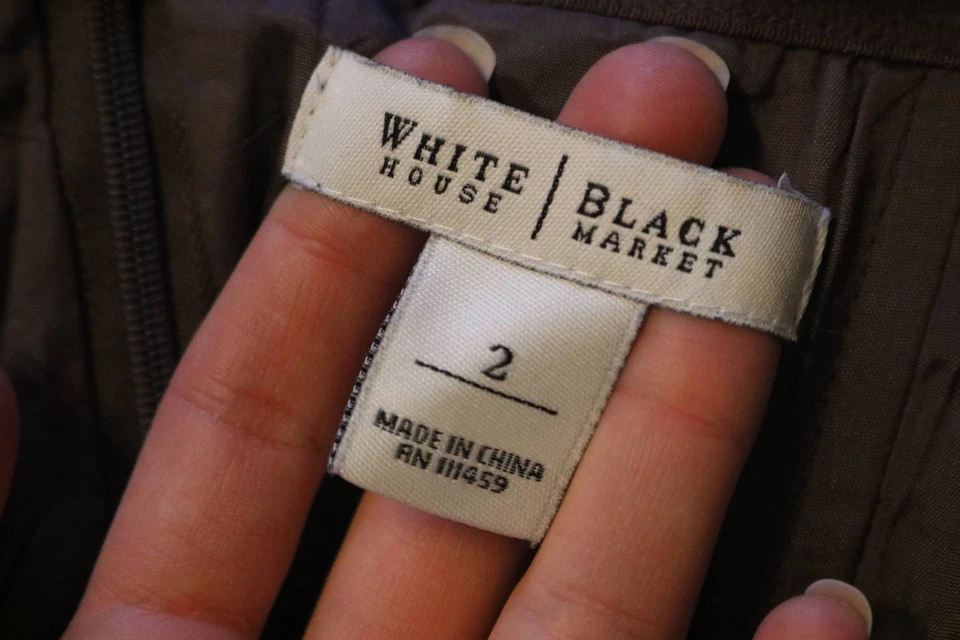 WHITE | BLACK
HOUSE | MARKET
2
MADE IN CHINA
RN 111459